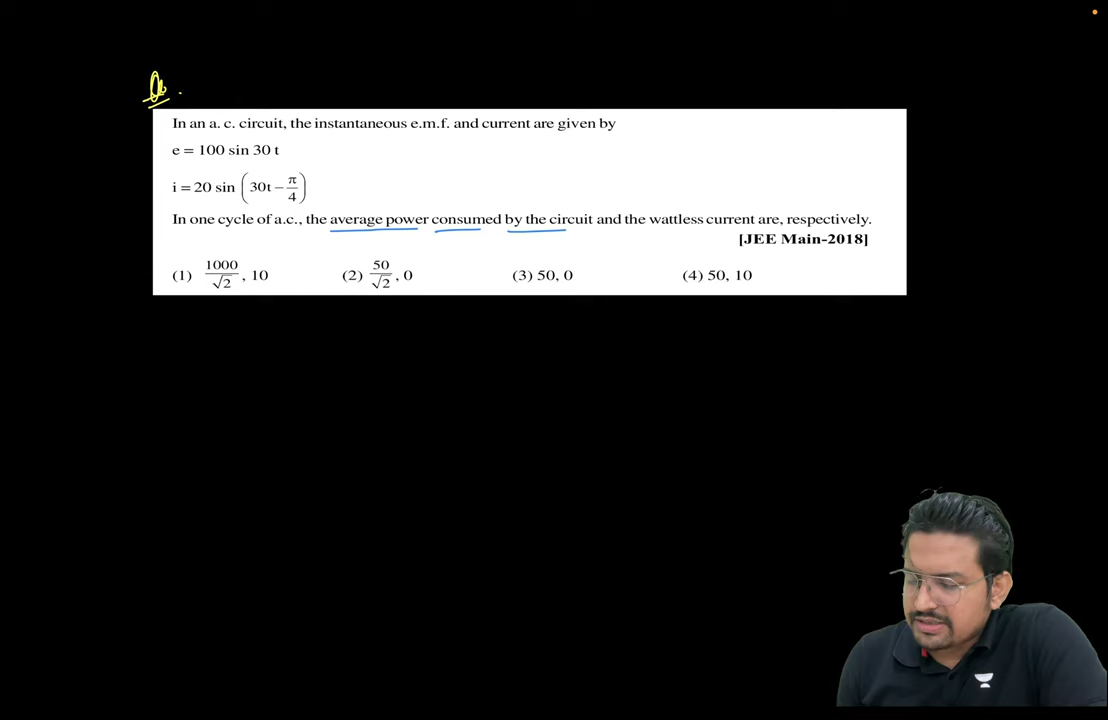 Q.
In an a. c. circuit, the instantaneous e.m.f. and current are given by
e = 100 sin 30 t
i = 20 sin (30t − π/4)
In one cycle of a.c., the average power consumed by the circuit and the wattless current are, respectively.
[JEE Main-2018]
(1) 1000/√2 , 10 (2) 50/√2 , 0 (3) 50, 0 (4) 50, 10